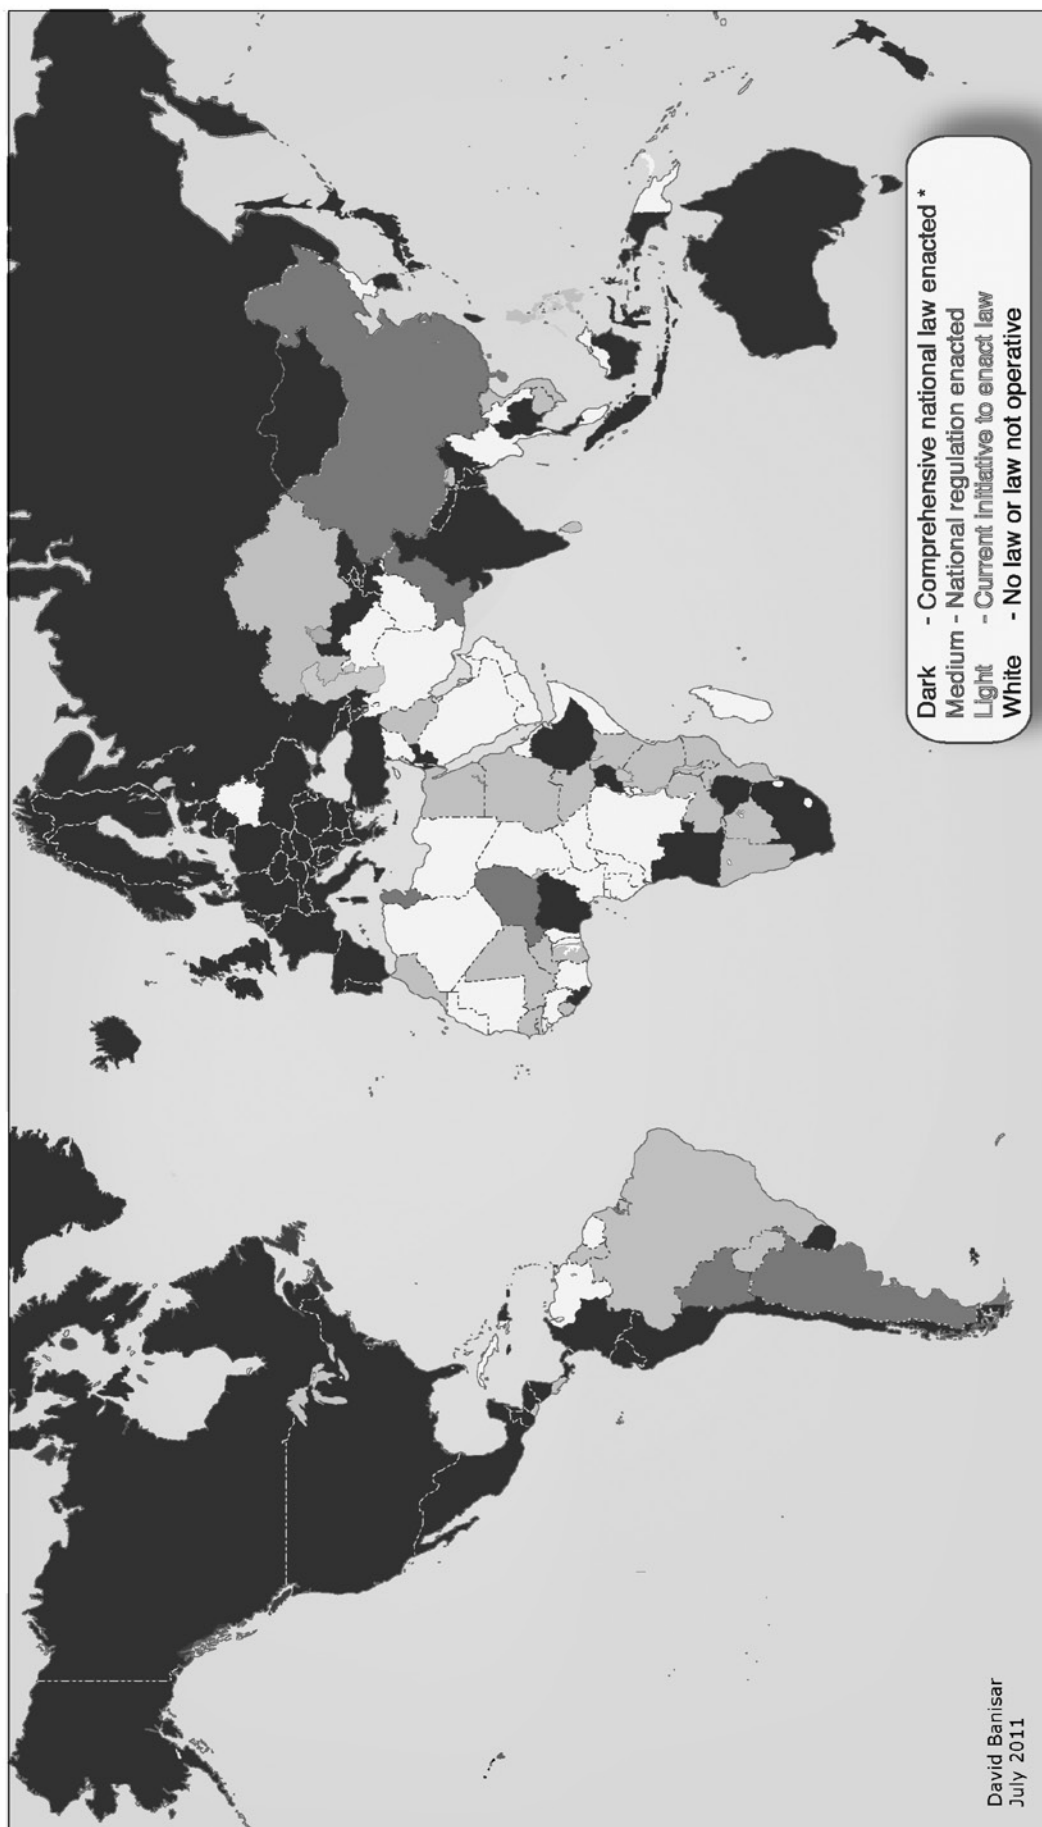 Dark - Comprehensive national law enacted *
Medium - National regulation enacted
Light - Current initiative to enact law
White - No law or law not operative
David Banisar
July 2011